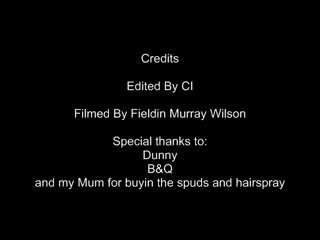 Credits
Edited By CI
Filmed By Fieldin Murray Wilson
Special thanks to:
Dunny
B&Q
and my Mum for buyin the spuds and hairspray